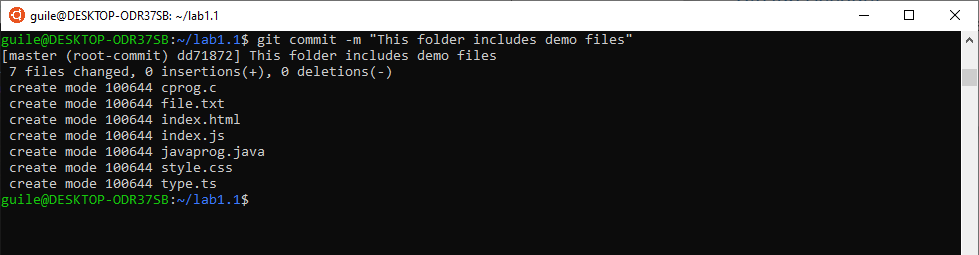 guile@DESKTOP-ODR37SB: ~/lab1.1
guile@DESKTOP-ODR37SB:~/lab1.1$ git commit -m "This folder includes demo files"
[master (root-commit) dd71872] This folder includes demo files
 7 files changed, 0 insertions(+), 0 deletions(-)
 create mode 100644 cprog.c
 create mode 100644 file.txt
 create mode 100644 index.html
 create mode 100644 index.js
 create mode 100644 javaprog.java
 create mode 100644 style.css
 create mode 100644 type.ts
guile@DESKTOP-ODR37SB:~/lab1.1$